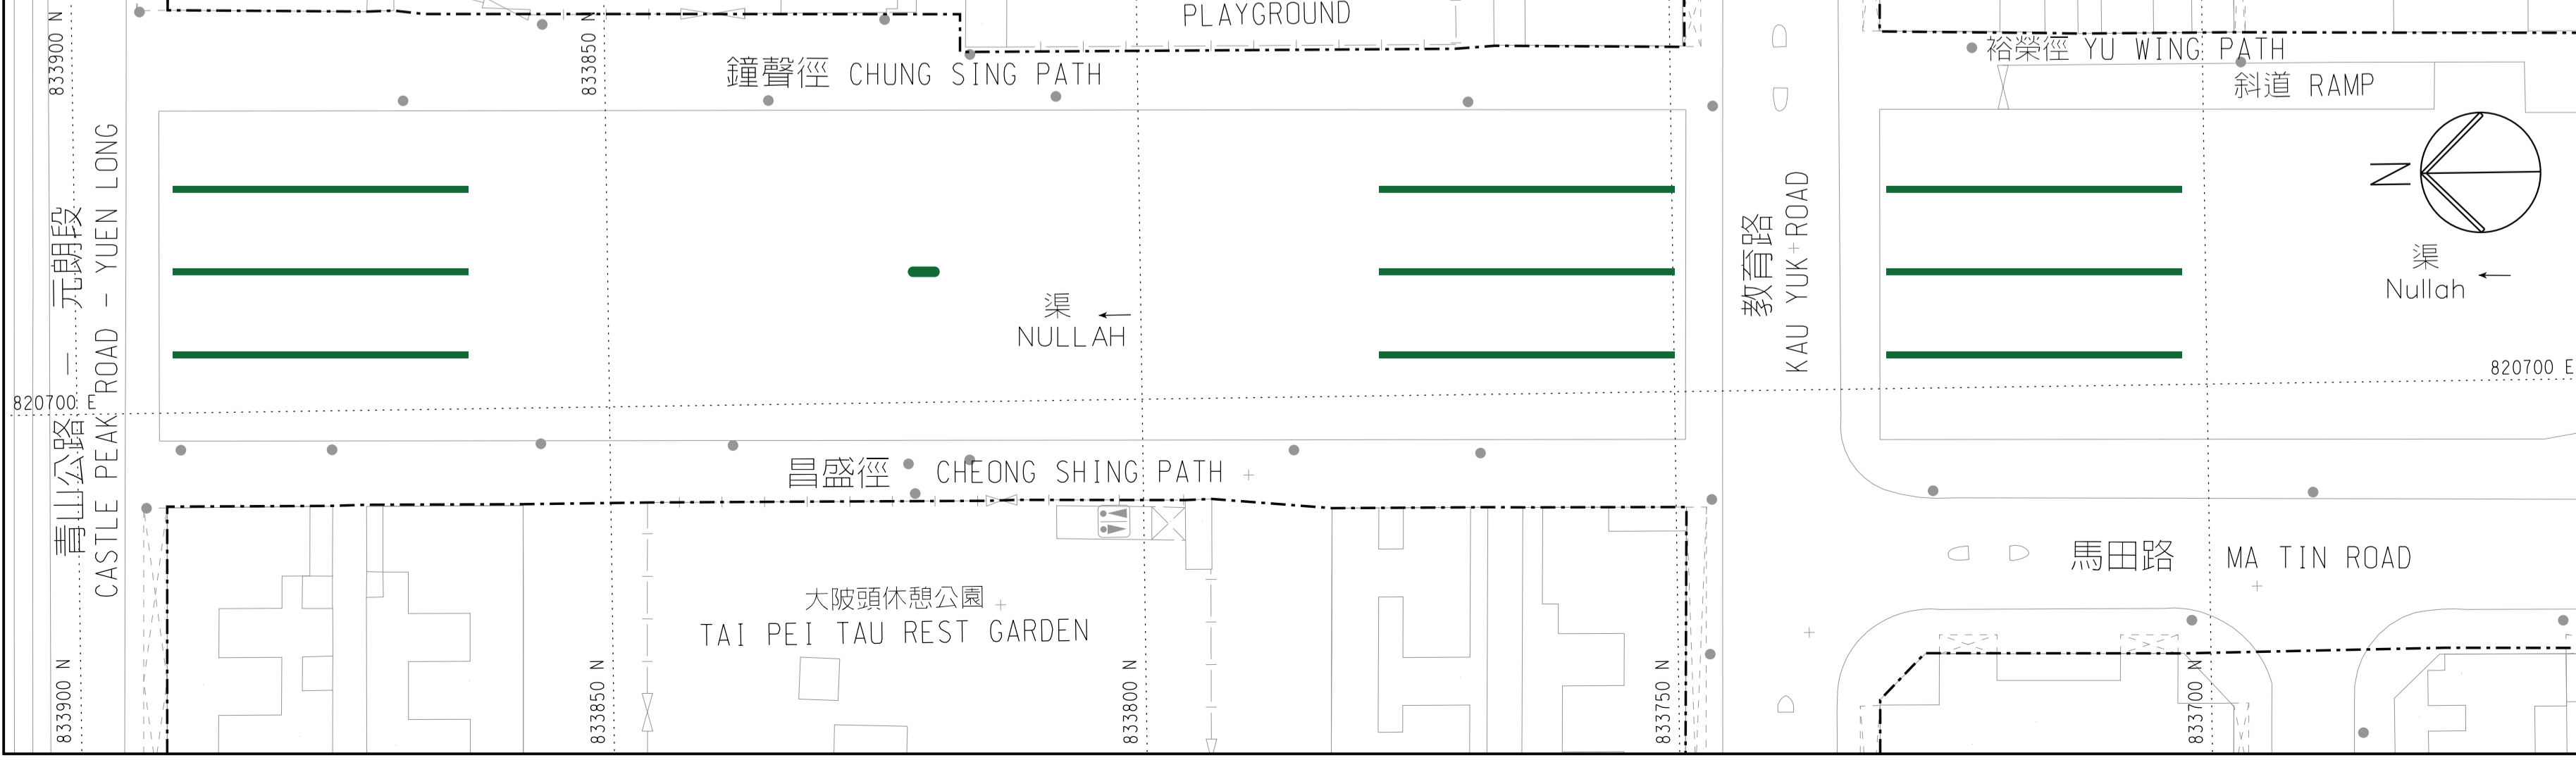 PLAYGROUND
鐘聲徑 CHUNG SING PATH
裕榮徑 YU WING PATH
斜道 RAMP
833900 N
833850 N
青山公路 — 元朗段
CASTLE PEAK ROAD - YUEN LONG
教育路
KAU YUK ROAD
N
渠
NULLAH
渠
Nullah
820700 E
820700 E
昌盛徑 CHEONG SHING PATH
馬田路 MA TIN ROAD
大陂頭休憩公園
TAI PEI TAU REST GARDEN
833900 N
833850 N
833800 N
833750 N
833700 N